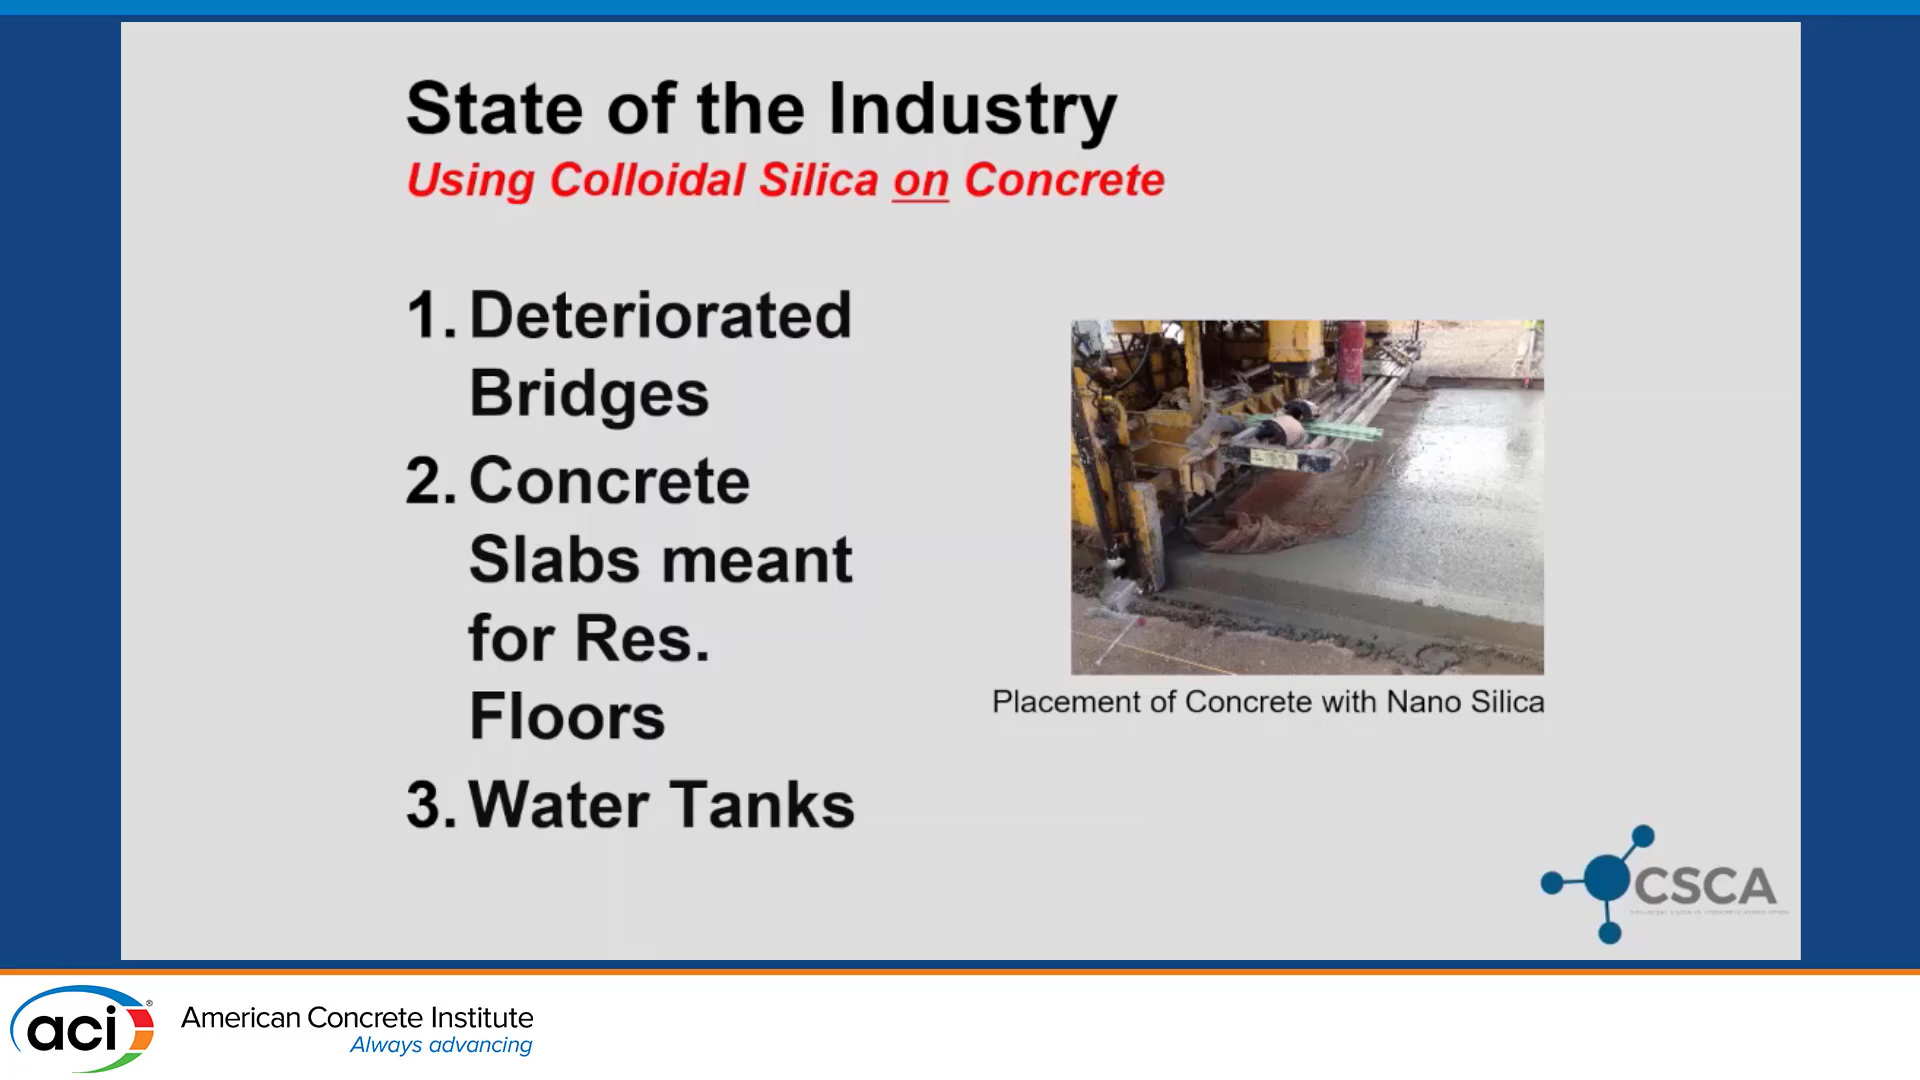 State of the Industry
Using Colloidal Silica on Concrete
1. Deteriorated
Bridges
2. Concrete
Slabs meant
for Res.
Floors
3. Water Tanks
Placement of Concrete with Nano Silica
CSCA
aci®
American Concrete Institute
Always advancing